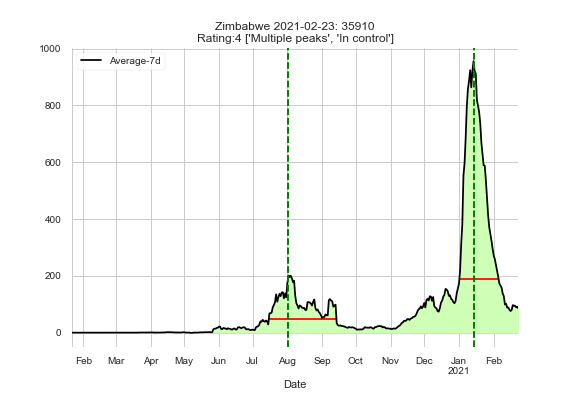 Zimbabwe 2021-02-23: 35910
Rating:4 ['Multiple peaks', 'In control']
Average-7d
1000
800
600
400
200
0
Feb Mar Apr May Jun Jul Aug Sep Oct Nov Dec Jan Feb
2021
Date